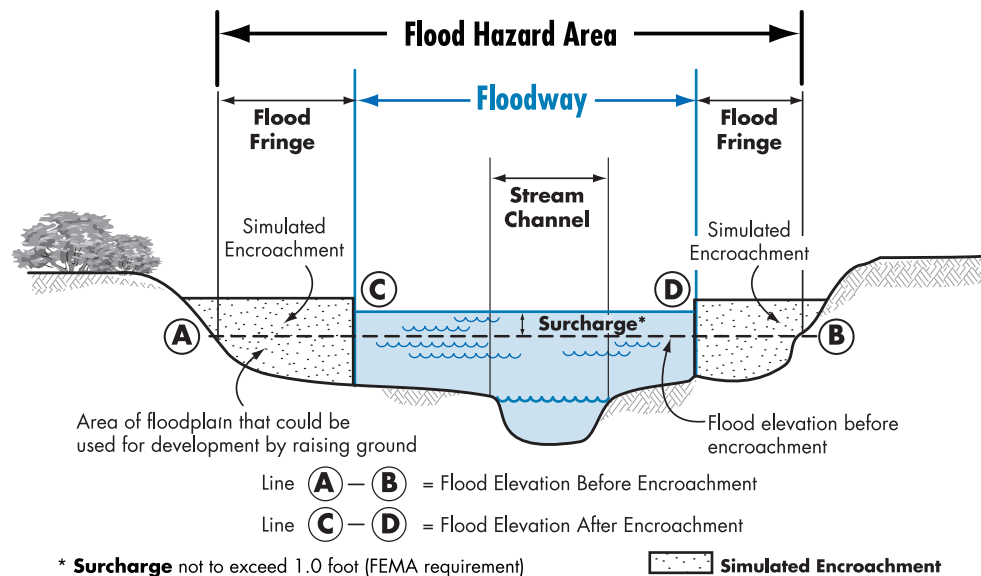 Flood Hazard Area
Floodway
Flood
Fringe
Flood
Fringe
Stream
Channel
Simulated
Encroachment
Simulated
Encroachment
C
D
Surcharge*
A
B
Area of floodplain that could be
used for development by raising ground
Flood elevation before
encroachment
Line A – B = Flood Elevation Before Encroachment
Line C – D = Flood Elevation After Encroachment
* Surcharge not to exceed 1.0 foot (FEMA requirement)
Simulated Encroachment